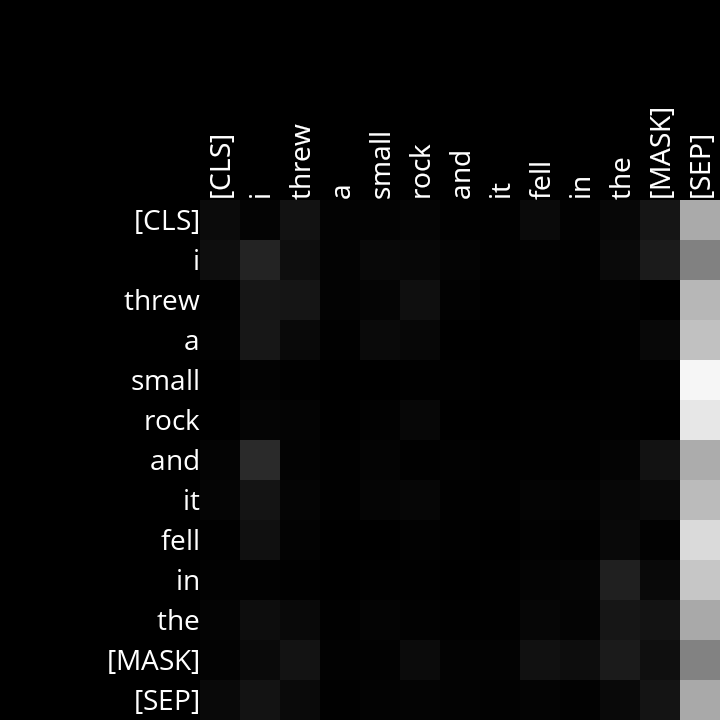 [CLS] i threw a small rock and it fell in the [MASK] [SEP]
[CLS]
i
threw
a
small
rock
and
it
fell
in
the
[MASK]
[SEP]